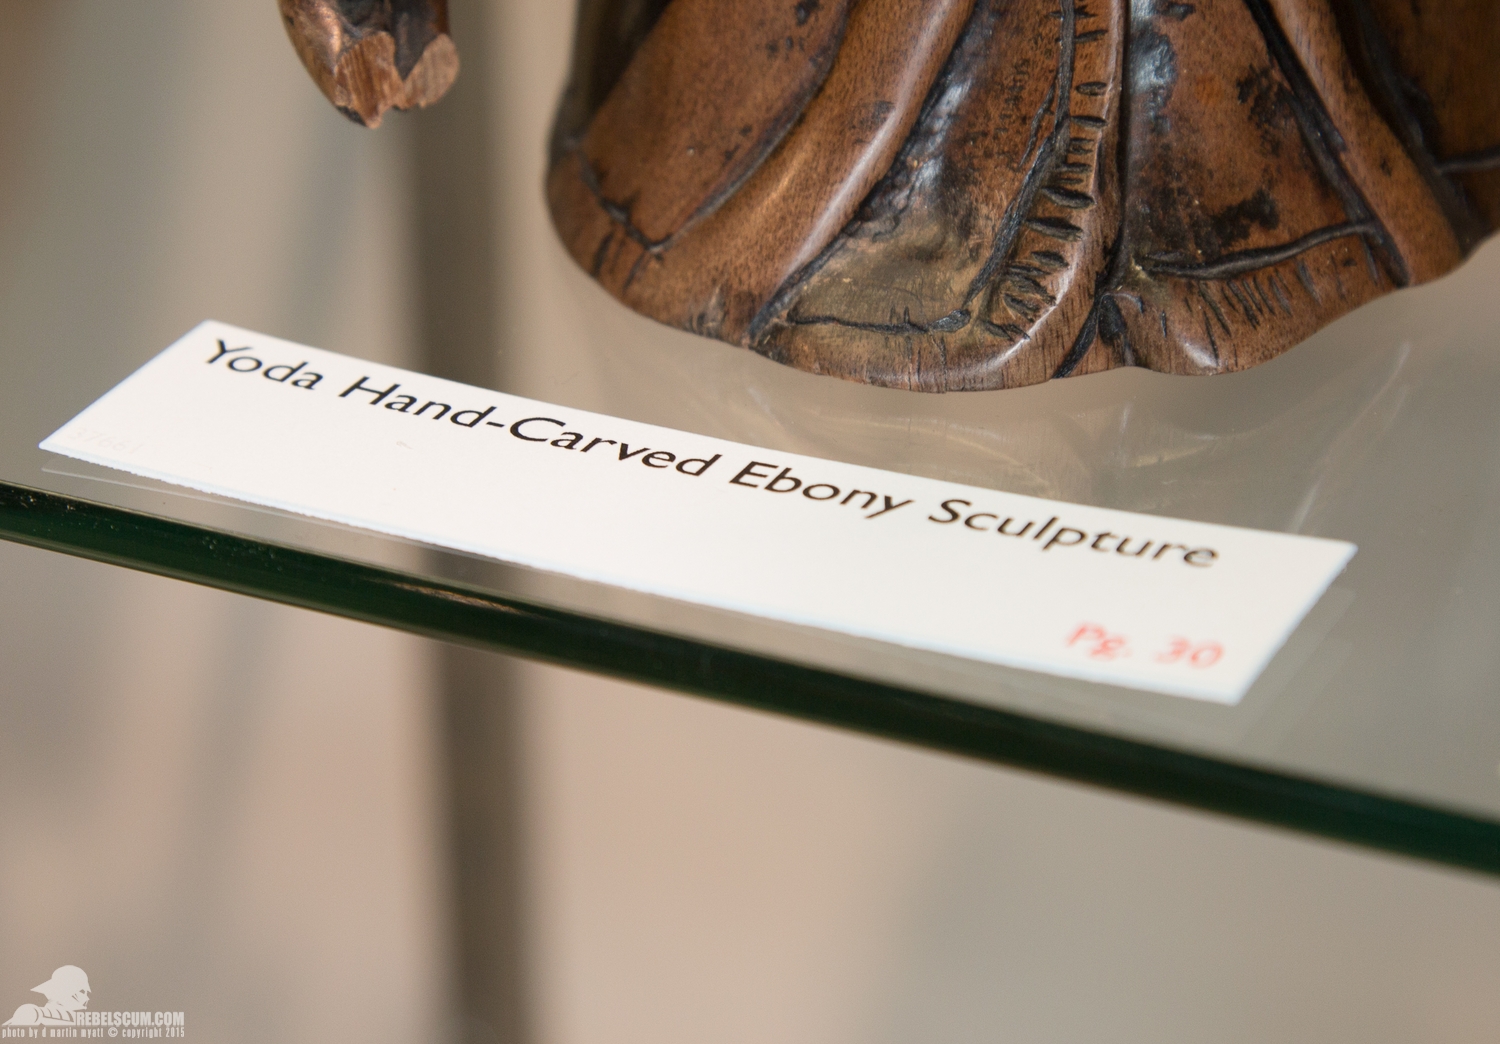 Yoda Hand-Carved Ebony Sculpture
Pg. 30
REBELSCUM.COM
photo by d martin myatt © copyright 2015